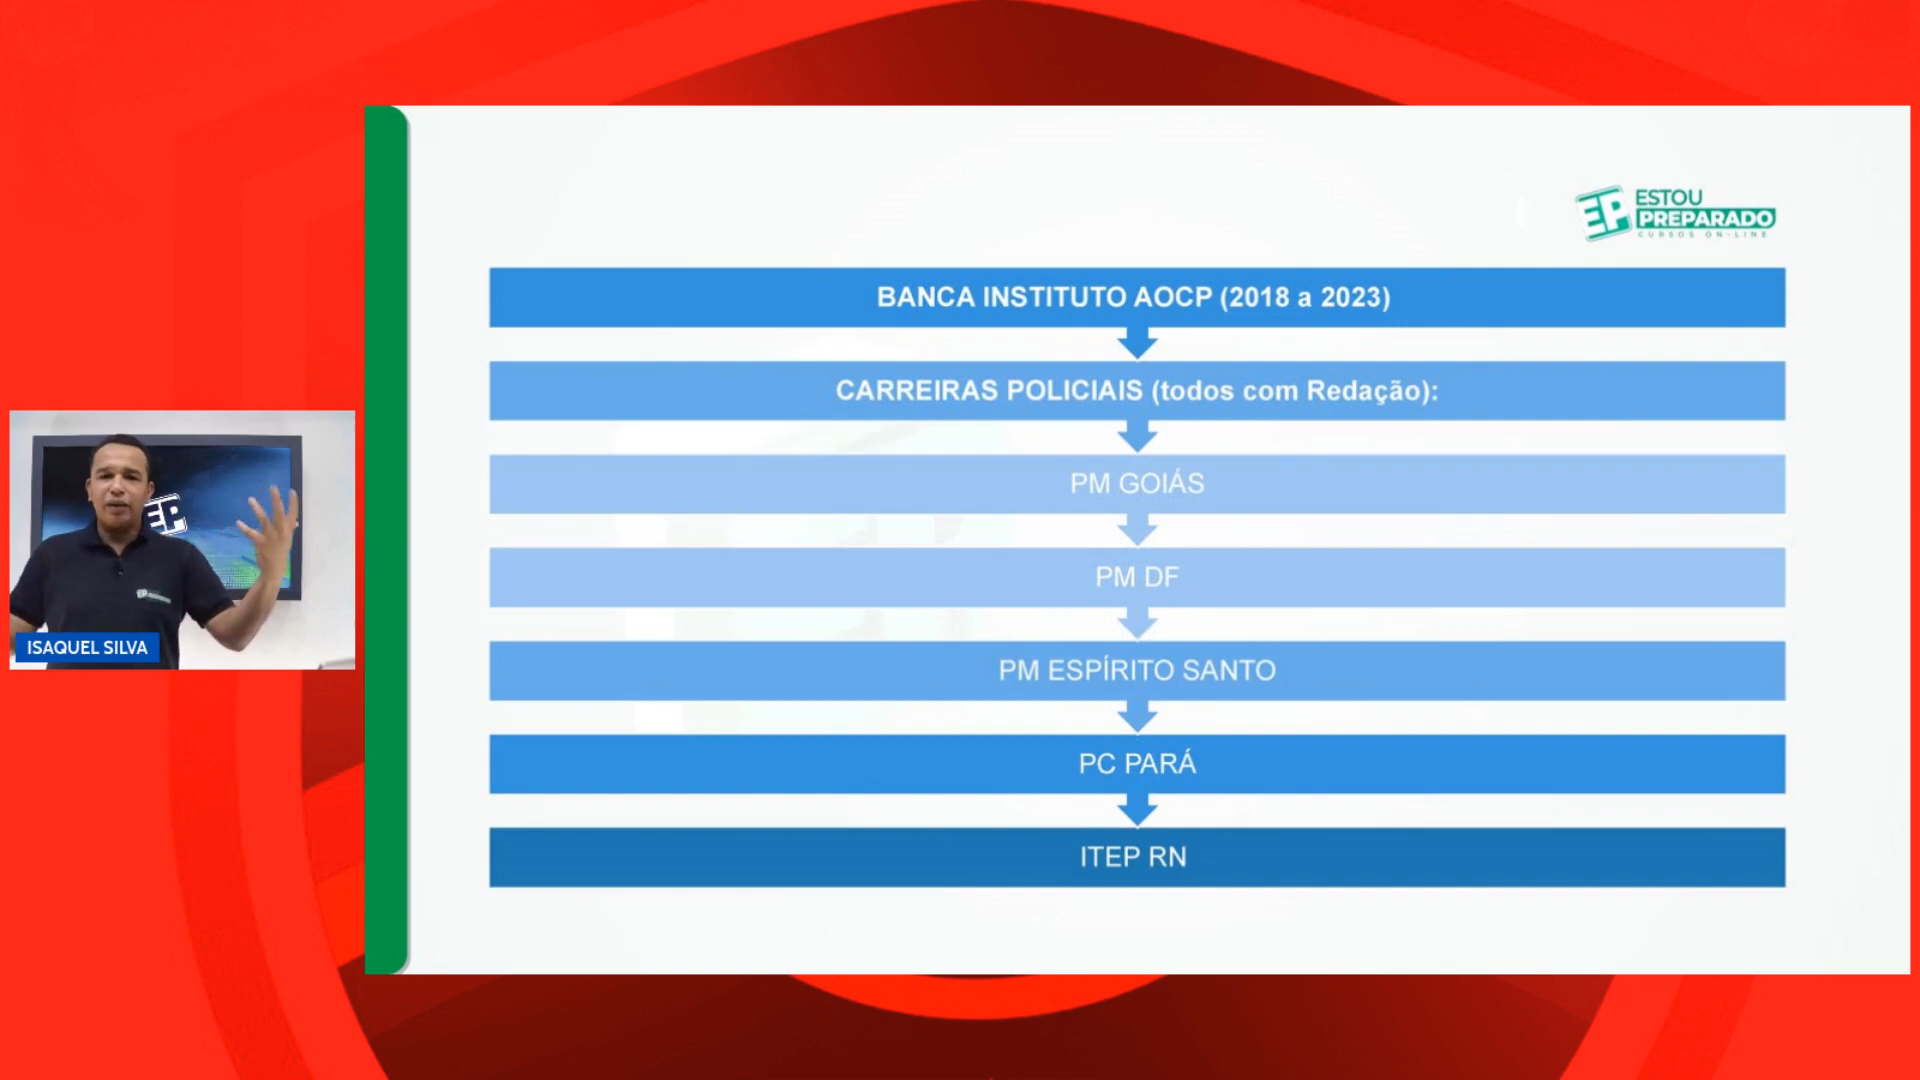 ESTOU
PREPARADO
CURSOS ON-LINE
BANCA INSTITUTO AOCP (2018 a 2023)
CARREIRAS POLICIAIS (todos com Redação):
PM GOIÁS
PM DF
PM ESPÍRITO SANTO
PC PARÁ
ITEP RN
EP
ISAQUEL SILVA